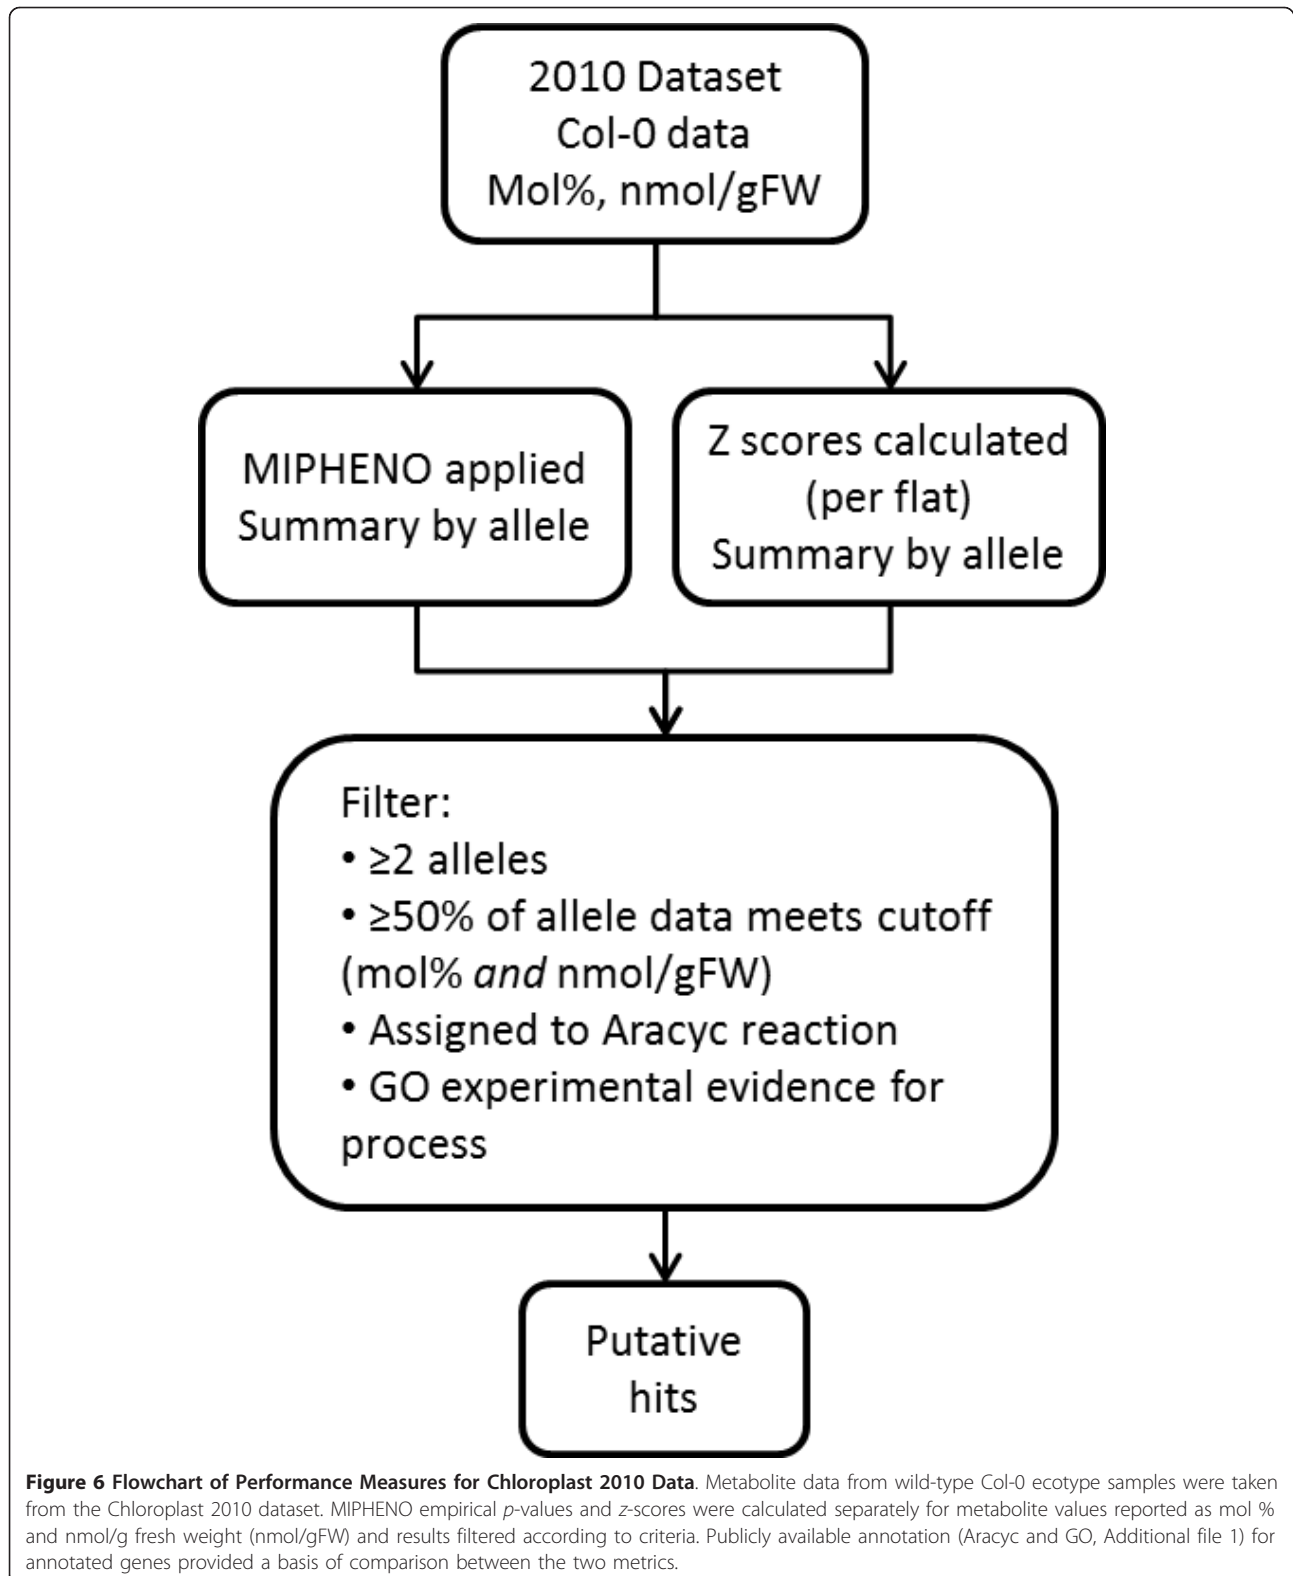 2010 Dataset
Col-0 data
Mol%, nmol/gFW
MIPHENO applied
Summary by allele
Z scores calculated
(per flat)
Summary by allele
Filter:
• ≥2 alleles
• ≥50% of allele data meets cutoff
(mol% and nmol/gFW)
• Assigned to Aracyc reaction
• GO experimental evidence for
process
Putative
hits
Figure 6 Flowchart of Performance Measures for Chloroplast 2010 Data. Metabolite data from wild-type Col-0 ecotype samples were taken
from the Chloroplast 2010 dataset. MIPHENO empirical p-values and z-scores were calculated separately for metabolite values reported as mol %
and nmol/g fresh weight (nmol/gFW) and results filtered according to criteria. Publicly available annotation (Aracyc and GO, Additional file 1) for
annotated genes provided a basis of comparison between the two metrics.